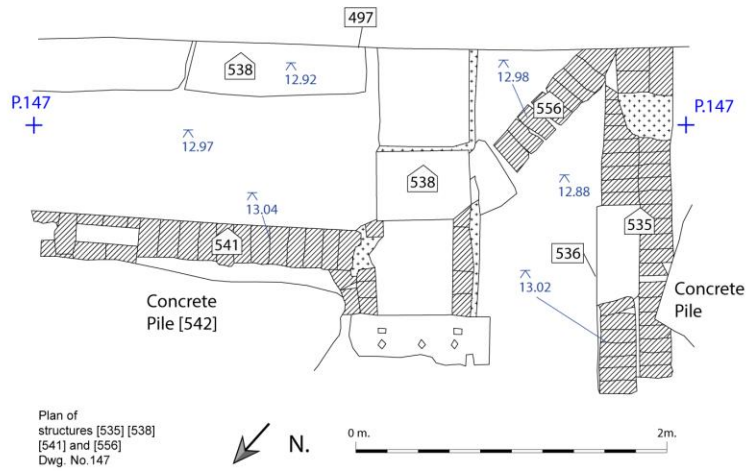 497
538
12.92
12.98
556
P.147
P.147
12.97
538
12.88
13.04
541
535
536
13.02
Concrete
Pile [542]
Concrete
Pile
Plan of
structures [535] [538]
[541] and [556]
Dwg. No.147
N.
0 m.
2m.